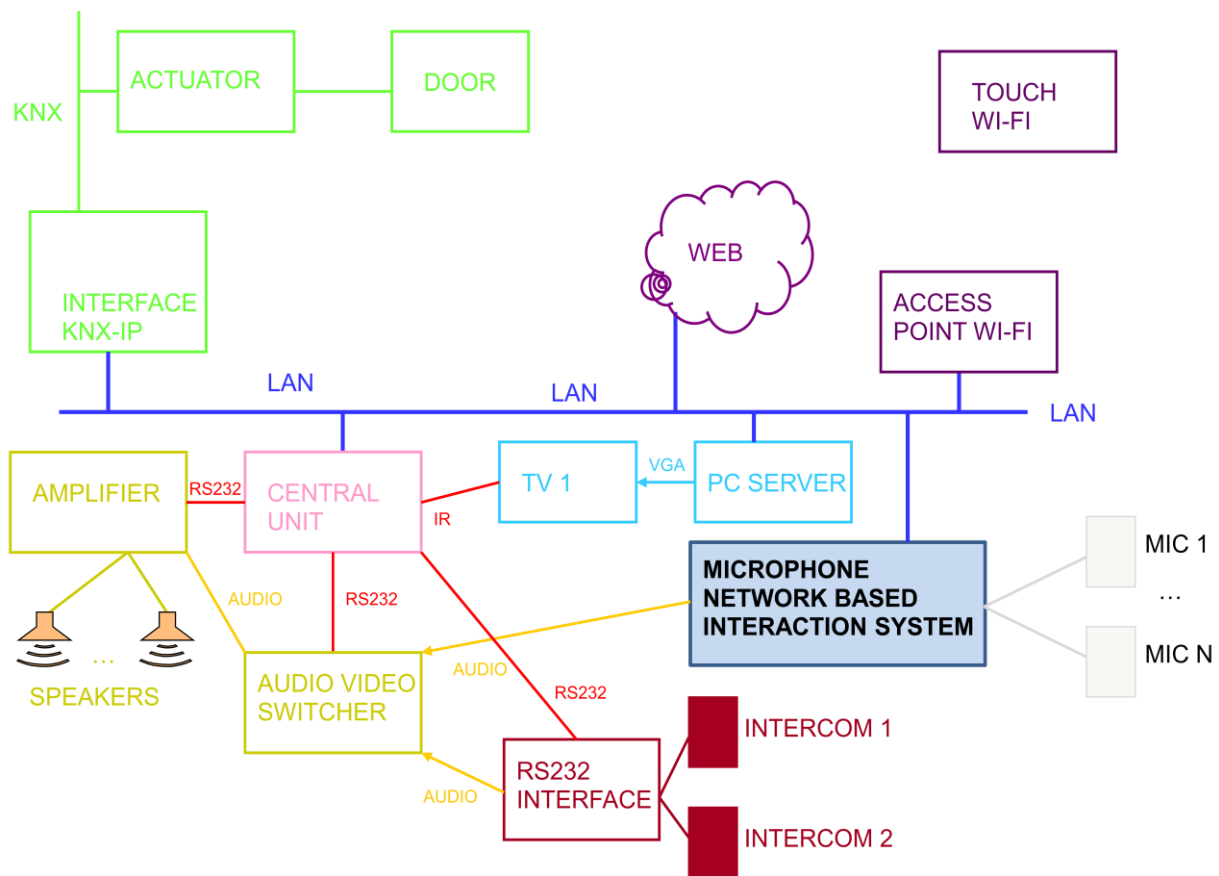 ACTUATOR
DOOR
TOUCH
WI-FI
KNX
WEB
INTERFACE
KNX-IP
ACCESS
POINT WI-FI
LAN
LAN
LAN
AMPLIFIER
RS232
CENTRAL
UNIT
IR
TV 1
VGA
PC SERVER
MICROPHONE
NETWORK BASED
INTERACTION SYSTEM
MIC 1
...
MIC N
AUDIO
RS232
...
SPEAKERS
AUDIO VIDEO
SWITCHER
AUDIO
RS232
AUDIO
RS232
INTERFACE
INTERCOM 1
INTERCOM 2